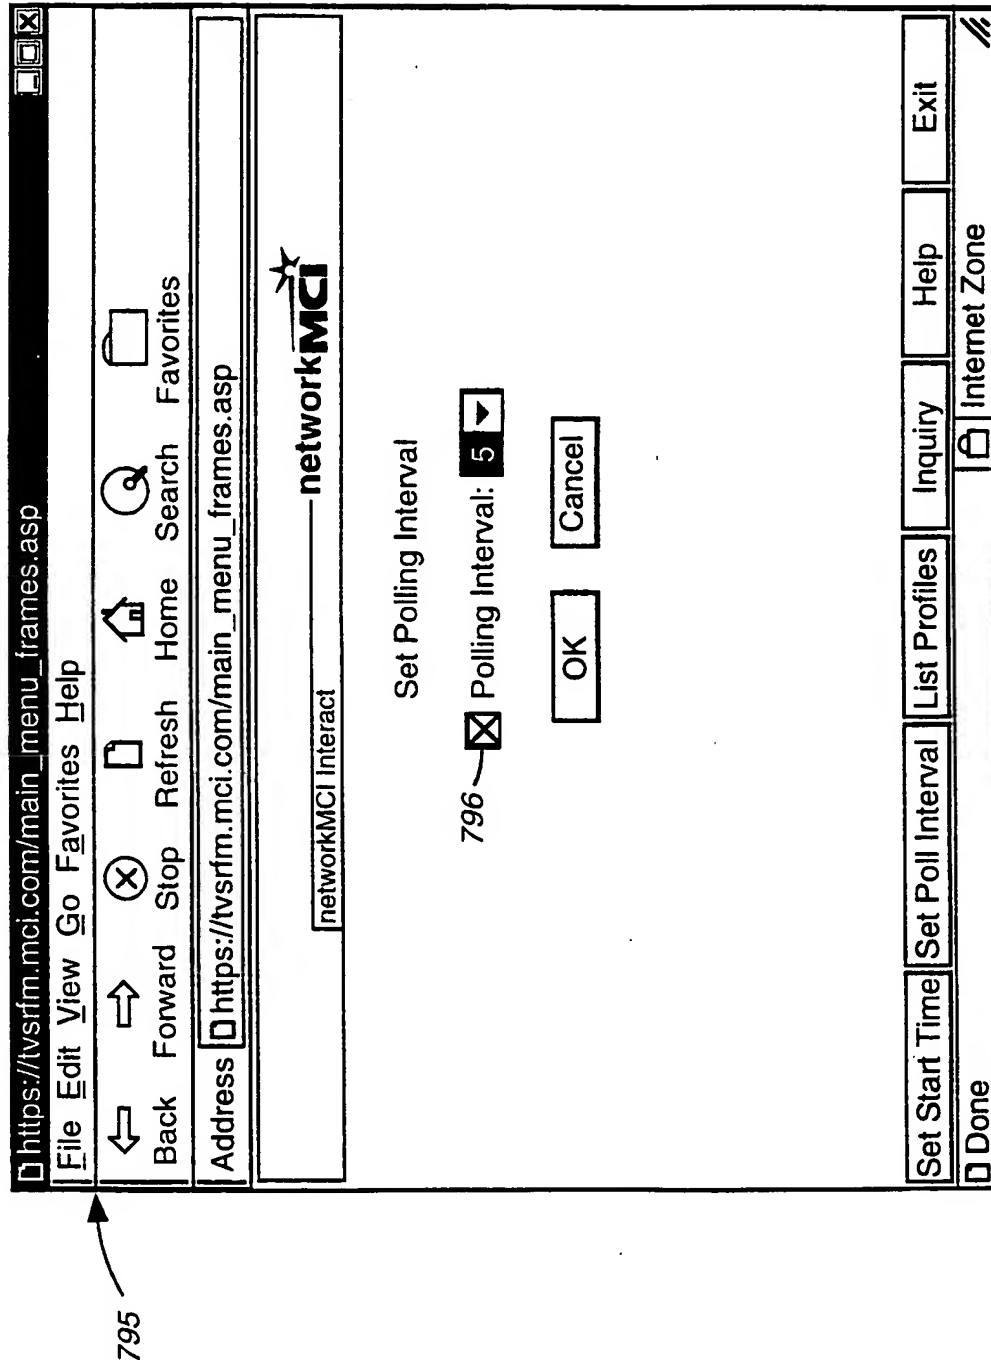 https://tvsrfm.mci.com/main_menu_frames.asp
File Edit View Go Favorites Help
Back Forward Stop Refresh Home Search Favorites
Address https://tvsrfm.mci.com/main_menu_frames.asp
networkMCI
networkMCI Interact
Set Polling Interval
796
Polling Interval: 5
OK Cancel
Set Start Time Set Poll Interval List Profiles Inquiry Help Exit
Done Internet Zone
795